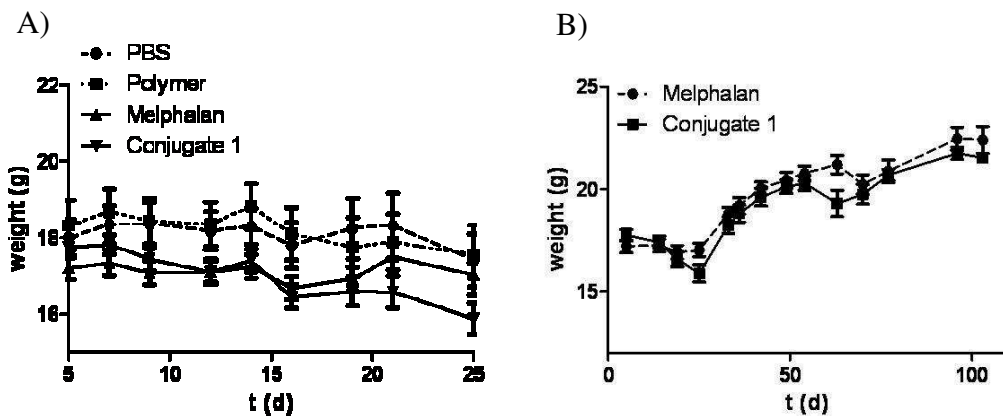 A)
PBS
Polymer
Melphalan
Conjugate 1
22
20
18
16
weight (g)
5
10
15
20
25
t (d)
B)
Melphalan
Conjugate 1
25
20
15
weight (g)
0
50
100
t (d)